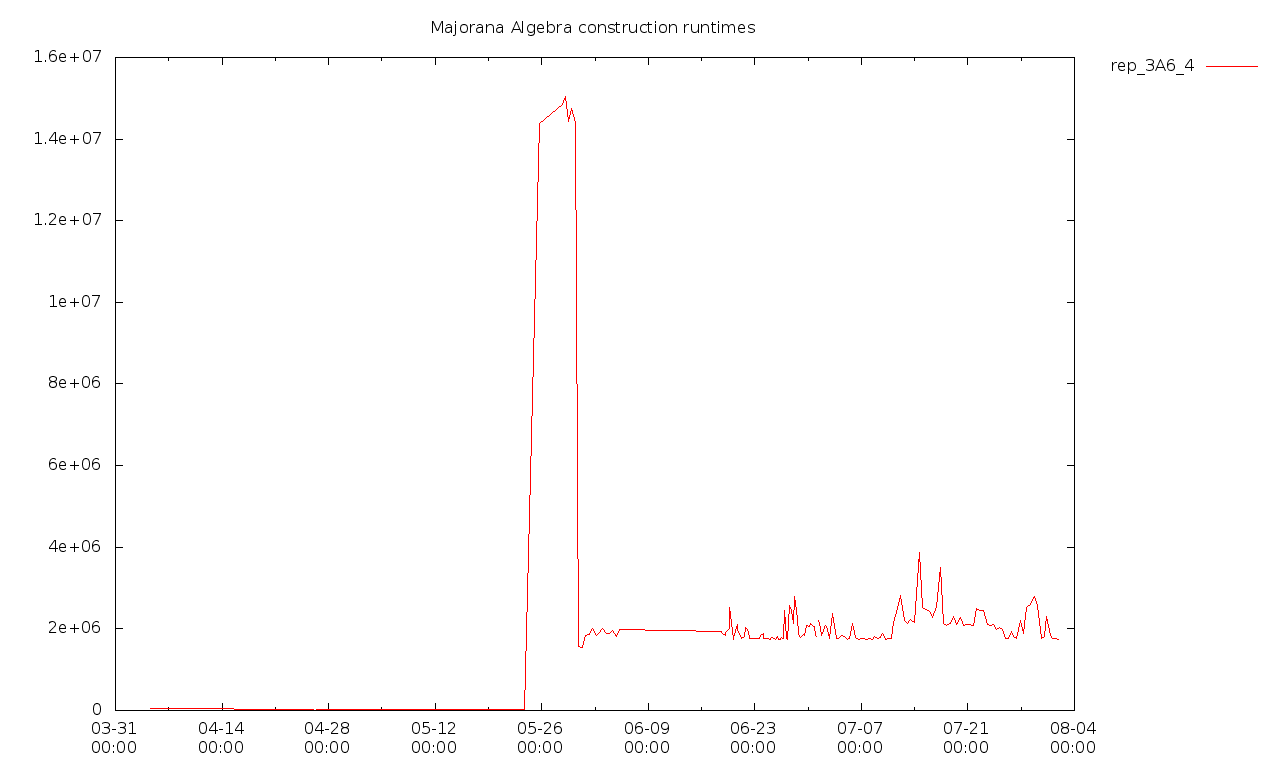 Majorana Algebra construction runtimes
rep_3A6_4
1.6e+07
1.4e+07
1.2e+07
1e+07
8e+06
6e+06
4e+06
2e+06
0
03-31 04-14 04-28 05-12 05-26 06-09 06-23 07-07 07-21 08-04
00:00 00:00 00:00 00:00 00:00 00:00 00:00 00:00 00:00 00:00